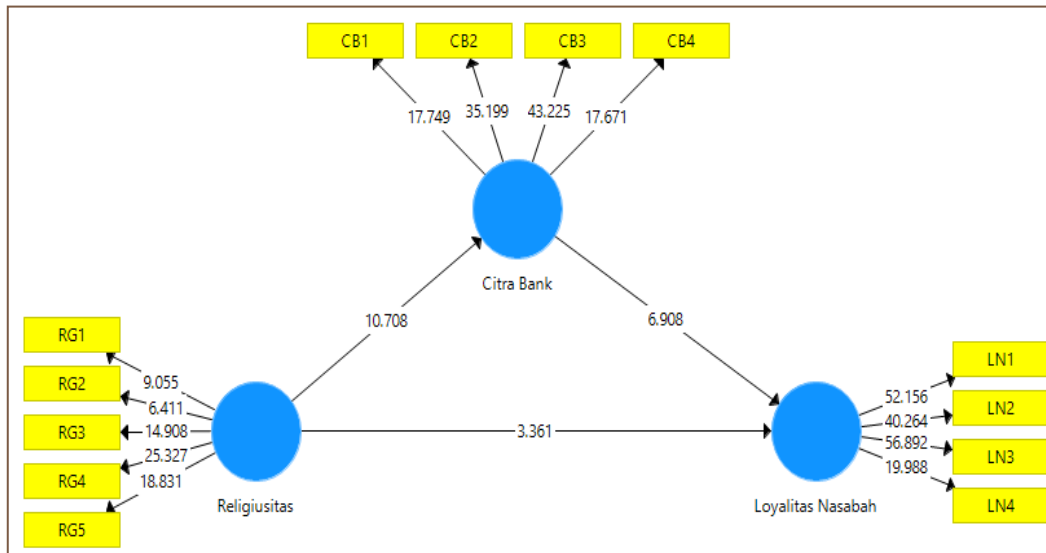 CB1
CB2
CB3
CB4
17.749
35.199
43.225
17.671
Citra Bank
10.708
6.908
RG1
RG2
RG3
RG4
RG5
9.055
6.411
14.908
25.327
18.831
Religiusitas
3.361
LN1
LN2
LN3
LN4
52.156
40.264
56.892
19.988
Loyalitas Nasabah